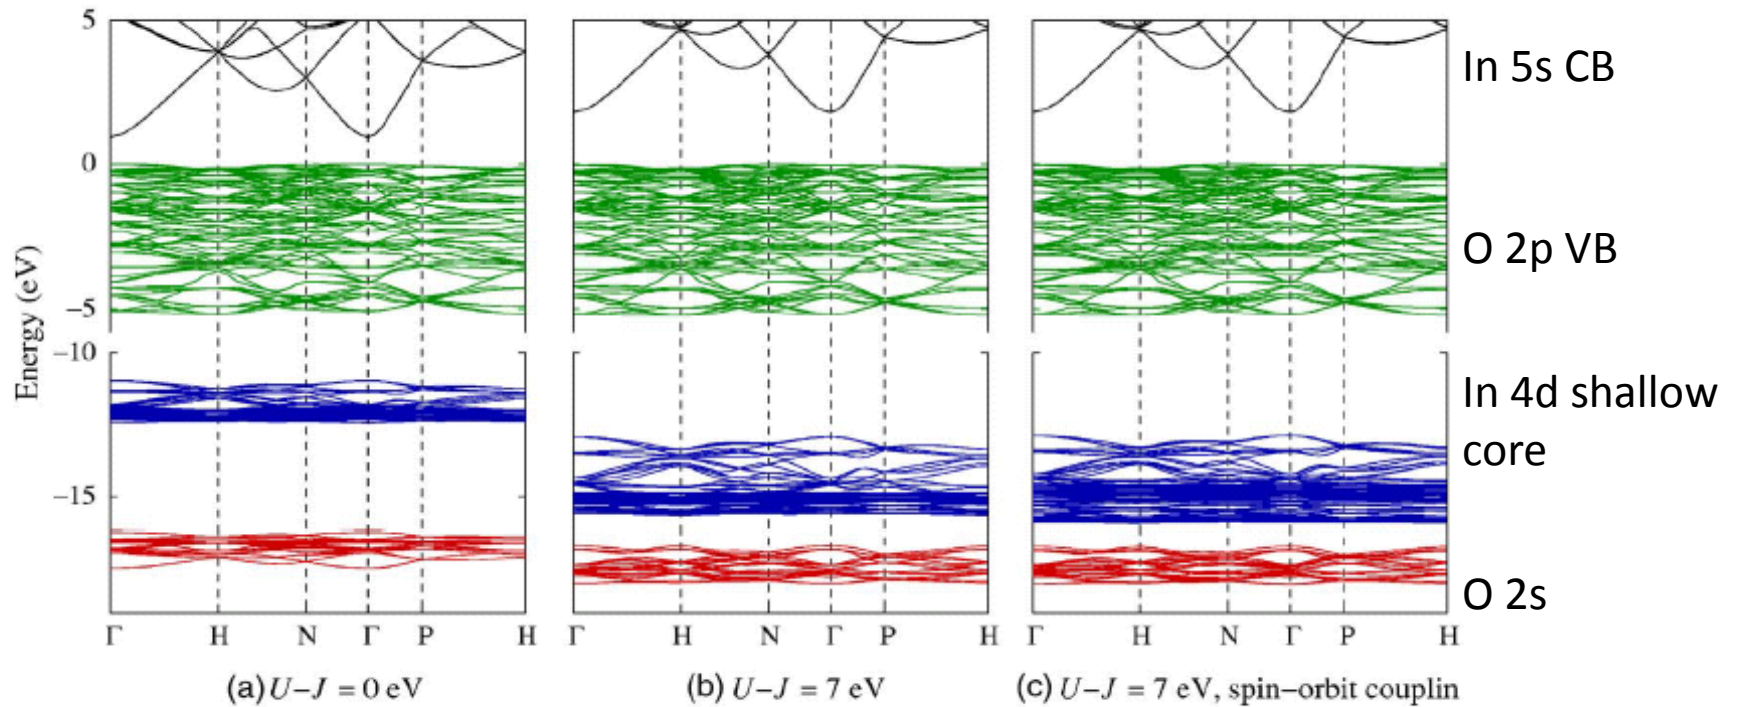 5
0
−5
−10
−15
Energy (eV)
In 5s CB
O 2p VB
In 4d shallow
core
O 2s
Γ H N Γ P H
Γ H N Γ P H
Γ H N Γ P H
(a) U−J = 0 eV
(b) U−J = 7 eV
(c) U−J = 7 eV, spin−orbit couplin